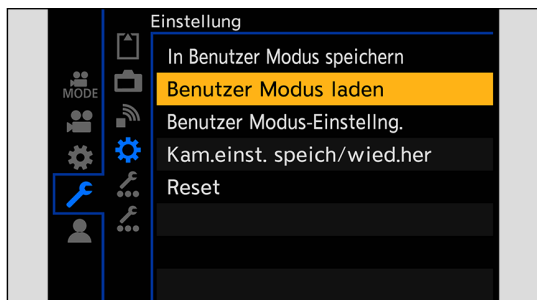 Einstellung
In Benutzer Modus speichern
MODE
Benutzer Modus laden
Benutzer Modus-Einstellng.
Kam.einst. speich/wied.her
Reset